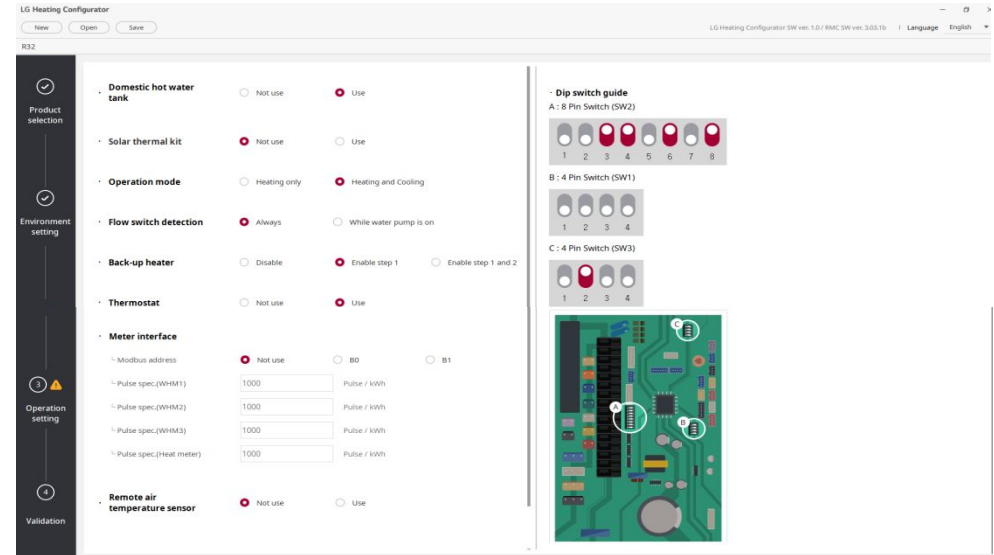 LG Heating Configurator
New Open Save
LG Heating Configurator SW ver. 1.0 / RMC SW ver. 3.03.1b | Language English
R32
Product
selection
Environment
setting
3
Operation
setting
4
Validation
· Domestic hot water
tank
Not use Use
· Solar thermal kit Not use Use
· Operation mode Heating only Heating and Cooling
· Flow switch detection Always While water pump is on
· Back-up heater Disable Enable step 1 Enable step 1 and 2
· Thermostat Not use Use
· Meter interface
Modbus address Not use B0 B1
Pulse spec.(WHM1) 1000 Pulse / kWh
Pulse spec.(WHM2) 1000 Pulse / kWh
Pulse spec.(WHM3) 1000 Pulse / kWh
Pulse spec.(Heat meter) 1000 Pulse / kWh
· Remote air
temperature sensor
Not use Use
· Dip switch guide
A : 8 Pin Switch (SW2)
1 2 3 4 5 6 7 8
B : 4 Pin Switch (SW1)
1 2 3 4
C : 4 Pin Switch (SW3)
1 2 3 4
C
A
B